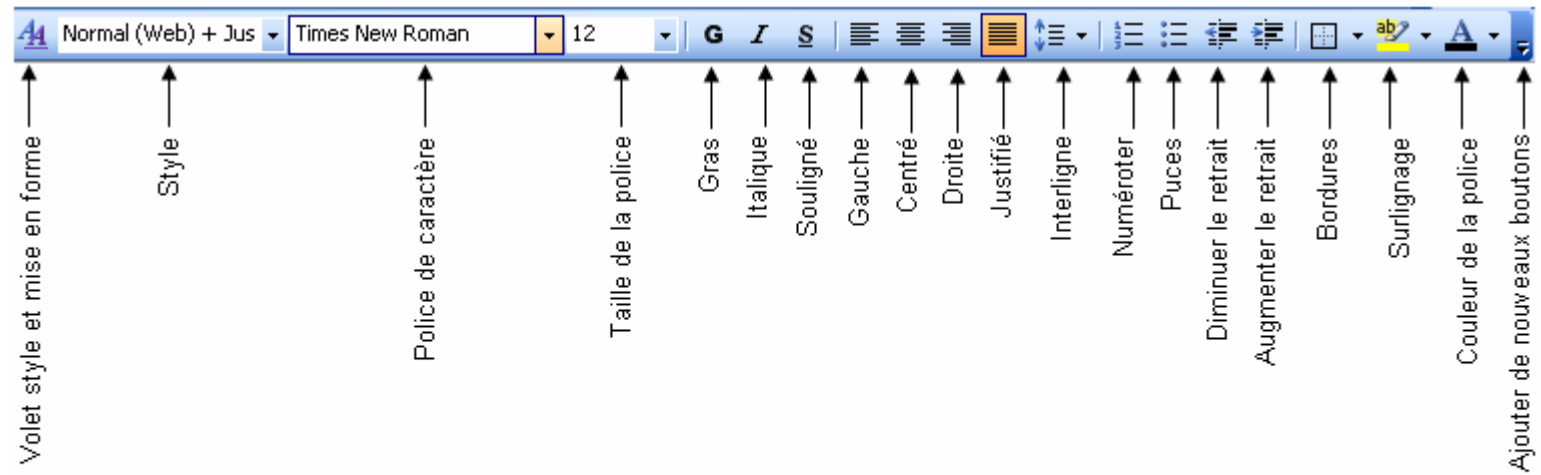 Normal (Web) + Jus
Times New Roman
12
G
I
S
ab
A
Volet style et mise en forme
Style
Police de caractère
Taille de la police
Gras
Italique
Souligné
Gauche
Centré
Droite
Justifié
Interligne
Numéroter
Puces
Diminuer le retrait
Augmenter le retrait
Bordures
Surlignage
Couleur de la police
Ajouter de nouveaux boutons